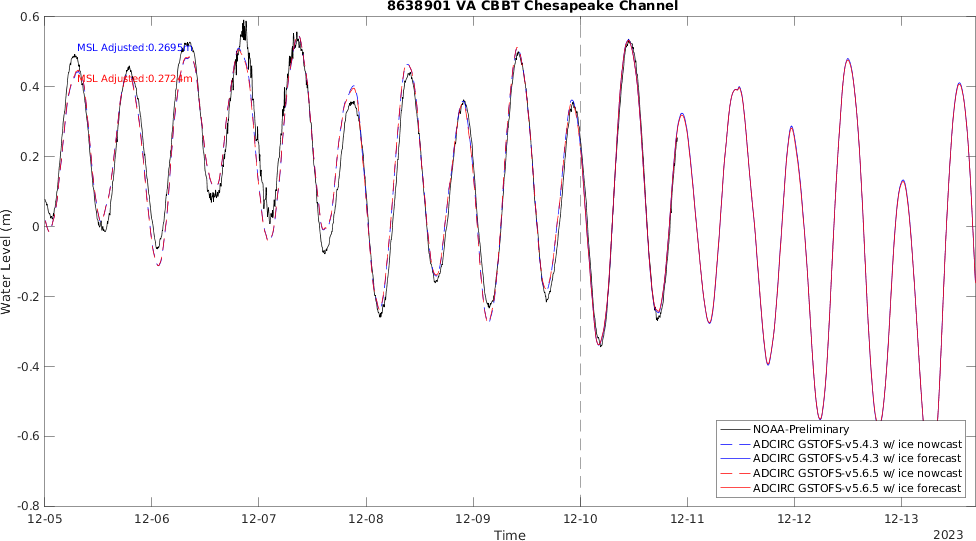 8638901 VA CBBT Chesapeake Channel
0.6
MSL Adjusted:0.2695m
MSL Adjusted:0.2724m
0.4
0.2
0
-0.2
-0.4
-0.6
-0.8
Water Level (m)
NOAA-Preliminary
ADCIRC GSTOFS-v5.4.3 w/ ice nowcast
ADCIRC GSTOFS-v5.4.3 w/ ice forecast
ADCIRC GSTOFS-v5.6.5 w/ ice nowcast
ADCIRC GSTOFS-v5.6.5 w/ ice forecast
12-05 12-06 12-07 12-08 12-09 12-10 12-11 12-12 12-13
Time
2023